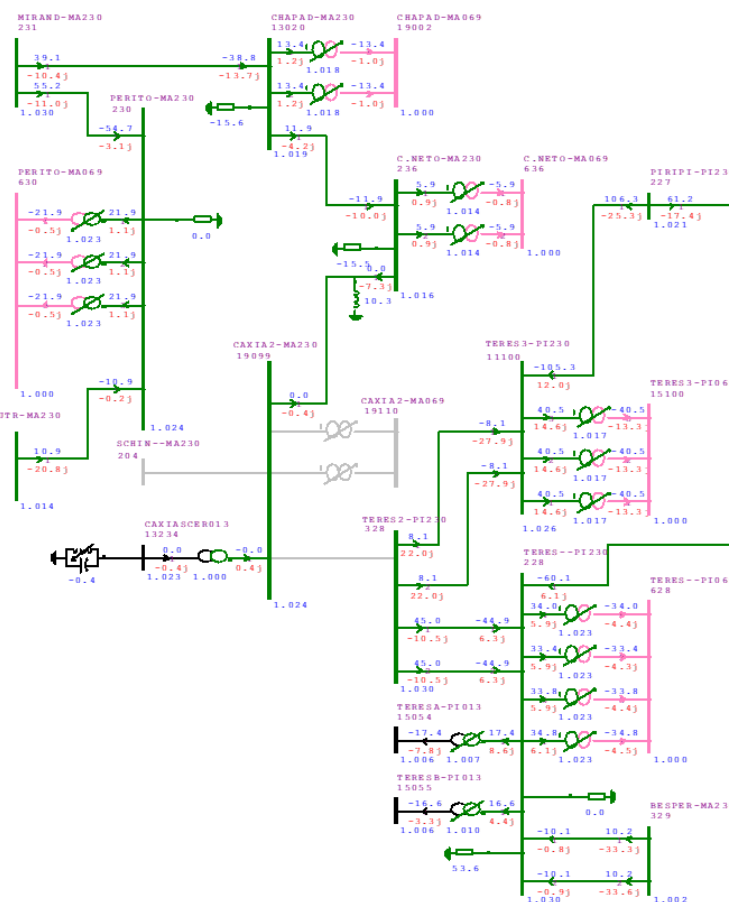 MIRAND-MA230
231
39.1
-10.4j
55.2
-11.0j
1.030
-38.8
-13.7j
CHAPAD-MA230
13020
13.4
1.2j
1.018
-13.4
-1.0j
13.4
1.2j
1.018
-13.4
-1.0j
CHAPAD-MA069
19002
1.000
-15.6
11.9
-4.2j
1.019
PERITO-MA230
230
-54.7
-3.1j
PERITO-MA069
630
-21.9
-0.5j
21.9
1.1j
1.023
-21.9
-0.5j
21.9
1.1j
1.023
-21.9
-0.5j
21.9
1.1j
1.023
0.0
1.000
-10.9
-0.2j
1.024
C.NETO-MA230
236
-11.9
-10.0j
5.9
0.9j
1.014
-5.9
-0.8j
5.9
0.9j
1.014
-5.9
-0.8j
C.NETO-MA069
636
1.000
-15.5
0.0
-7.3j
10.3
1.016
PIRIPI-PI23
227
106.3
-25.3j
61.2
-17.4j
1.021
UTR-MA230
10.9
-20.8j
1.014
CAXIA2-MA230
19099
0.0
-0.4j
CAXIA2-MA069
19110
SCHIN--MA230
204
CAXIASCER013
13234
-0.4
0.0
-0.4j
1.023
1.000
-0.0
0.4j
1.024
TERES3-PI230
11100
-105.3
12.0j
-8.1
-27.9j
-8.1
-27.9j
40.5
14.6j
1.017
-40.5
-13.3j
40.5
14.6j
1.017
-40.5
-13.3j
40.5
14.6j
1.017
-40.5
-13.3j
1.026
TERES3-PI06
15100
1.000
TERES2-PI230
328
8.1
22.0j
8.1
22.0j
45.0
-10.5j
-44.9
6.3j
45.0
-10.5j
-44.9
6.3j
1.030
TERES--PI230
228
-60.1
6.1j
34.0
5.9j
1.023
-34.0
-4.4j
33.4
5.9j
1.023
-33.4
-4.3j
33.8
5.9j
1.023
-33.8
-4.4j
34.8
6.1j
1.023
-34.8
-4.5j
TERES--PI06
628
1.000
TERESA-PI013
15054
-17.4
-7.8j
1.006
1.007
17.4
8.6j
TERESB-PI013
15055
-16.6
-3.3j
1.006
1.010
16.6
4.4j
0.0
53.6
BESPER-MA23
329
-10.1
-0.8j
10.2
-33.3j
-10.1
-0.9j
10.2
-33.6j
1.030
1.002